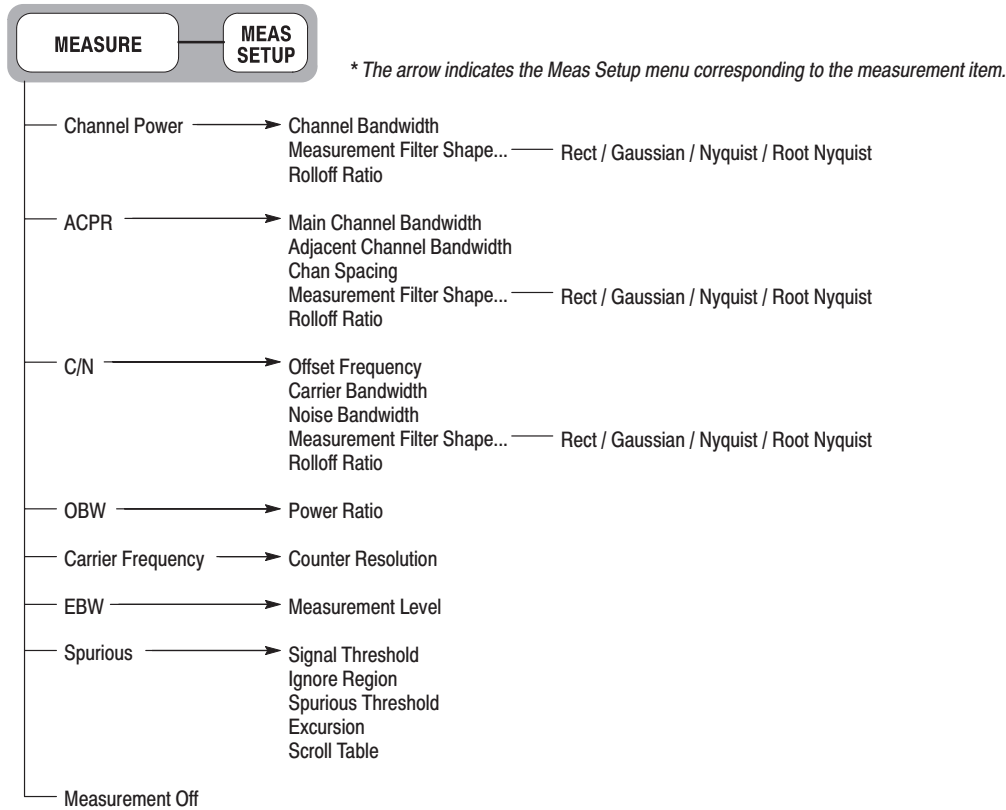 MEASURE
MEAS
SETUP
* The arrow indicates the Meas Setup menu corresponding to the measurement item.
Channel Power
Channel Bandwidth
Measurement Filter Shape... Rect / Gaussian / Nyquist / Root Nyquist
Rolloff Ratio
ACPR
Main Channel Bandwidth
Adjacent Channel Bandwidth
Chan Spacing
Measurement Filter Shape... Rect / Gaussian / Nyquist / Root Nyquist
Rolloff Ratio
C/N
Offset Frequency
Carrier Bandwidth
Noise Bandwidth
Measurement Filter Shape... Rect / Gaussian / Nyquist / Root Nyquist
Rolloff Ratio
OBW
Power Ratio
Carrier Frequency
Counter Resolution
EBW
Measurement Level
Spurious
Signal Threshold
Ignore Region
Spurious Threshold
Excursion
Scroll Table
Measurement Off